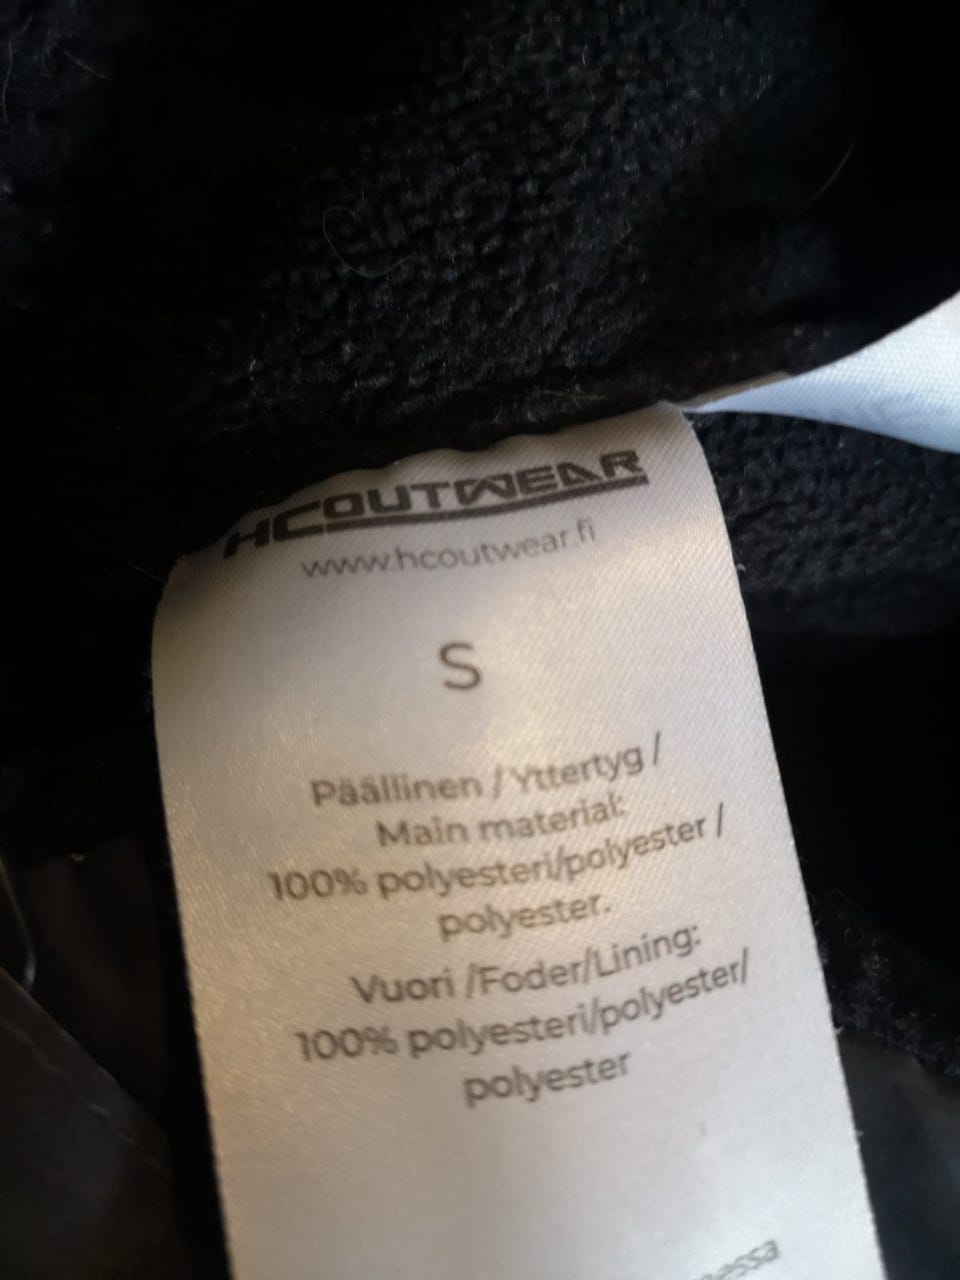 HCOUTWEAR
www.hcoutwear.fi
S
Päällinen / Yttertyg /
Main material:
100% polyesteri/polyester /
polyester.
Vuori /Foder/Lining:
100% polyesteri/polyester/
polyester